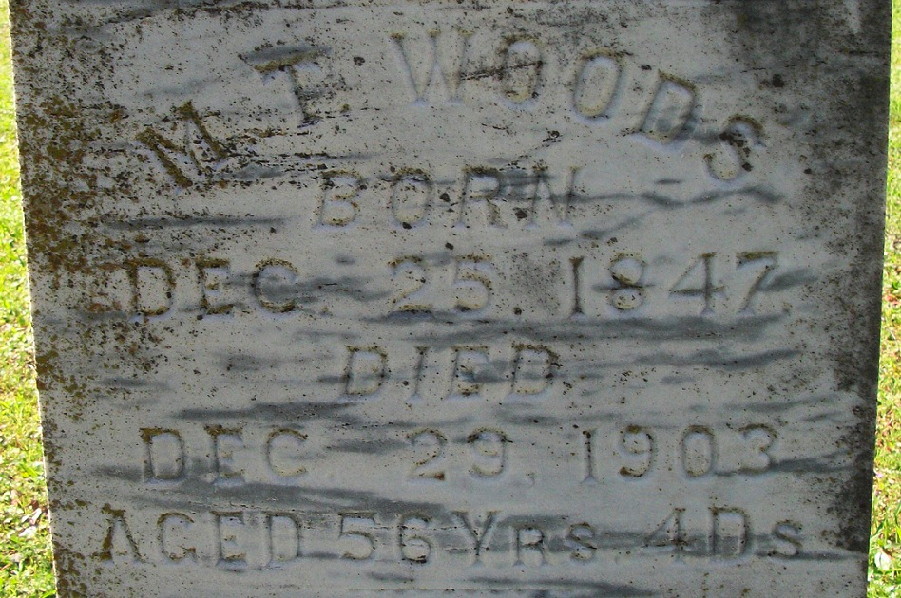 M. T. WOODS
BORN
DEC. 25, 1847.
DIED
DEC. 29, 1903
AGED 56 Yrs. 4 Ds